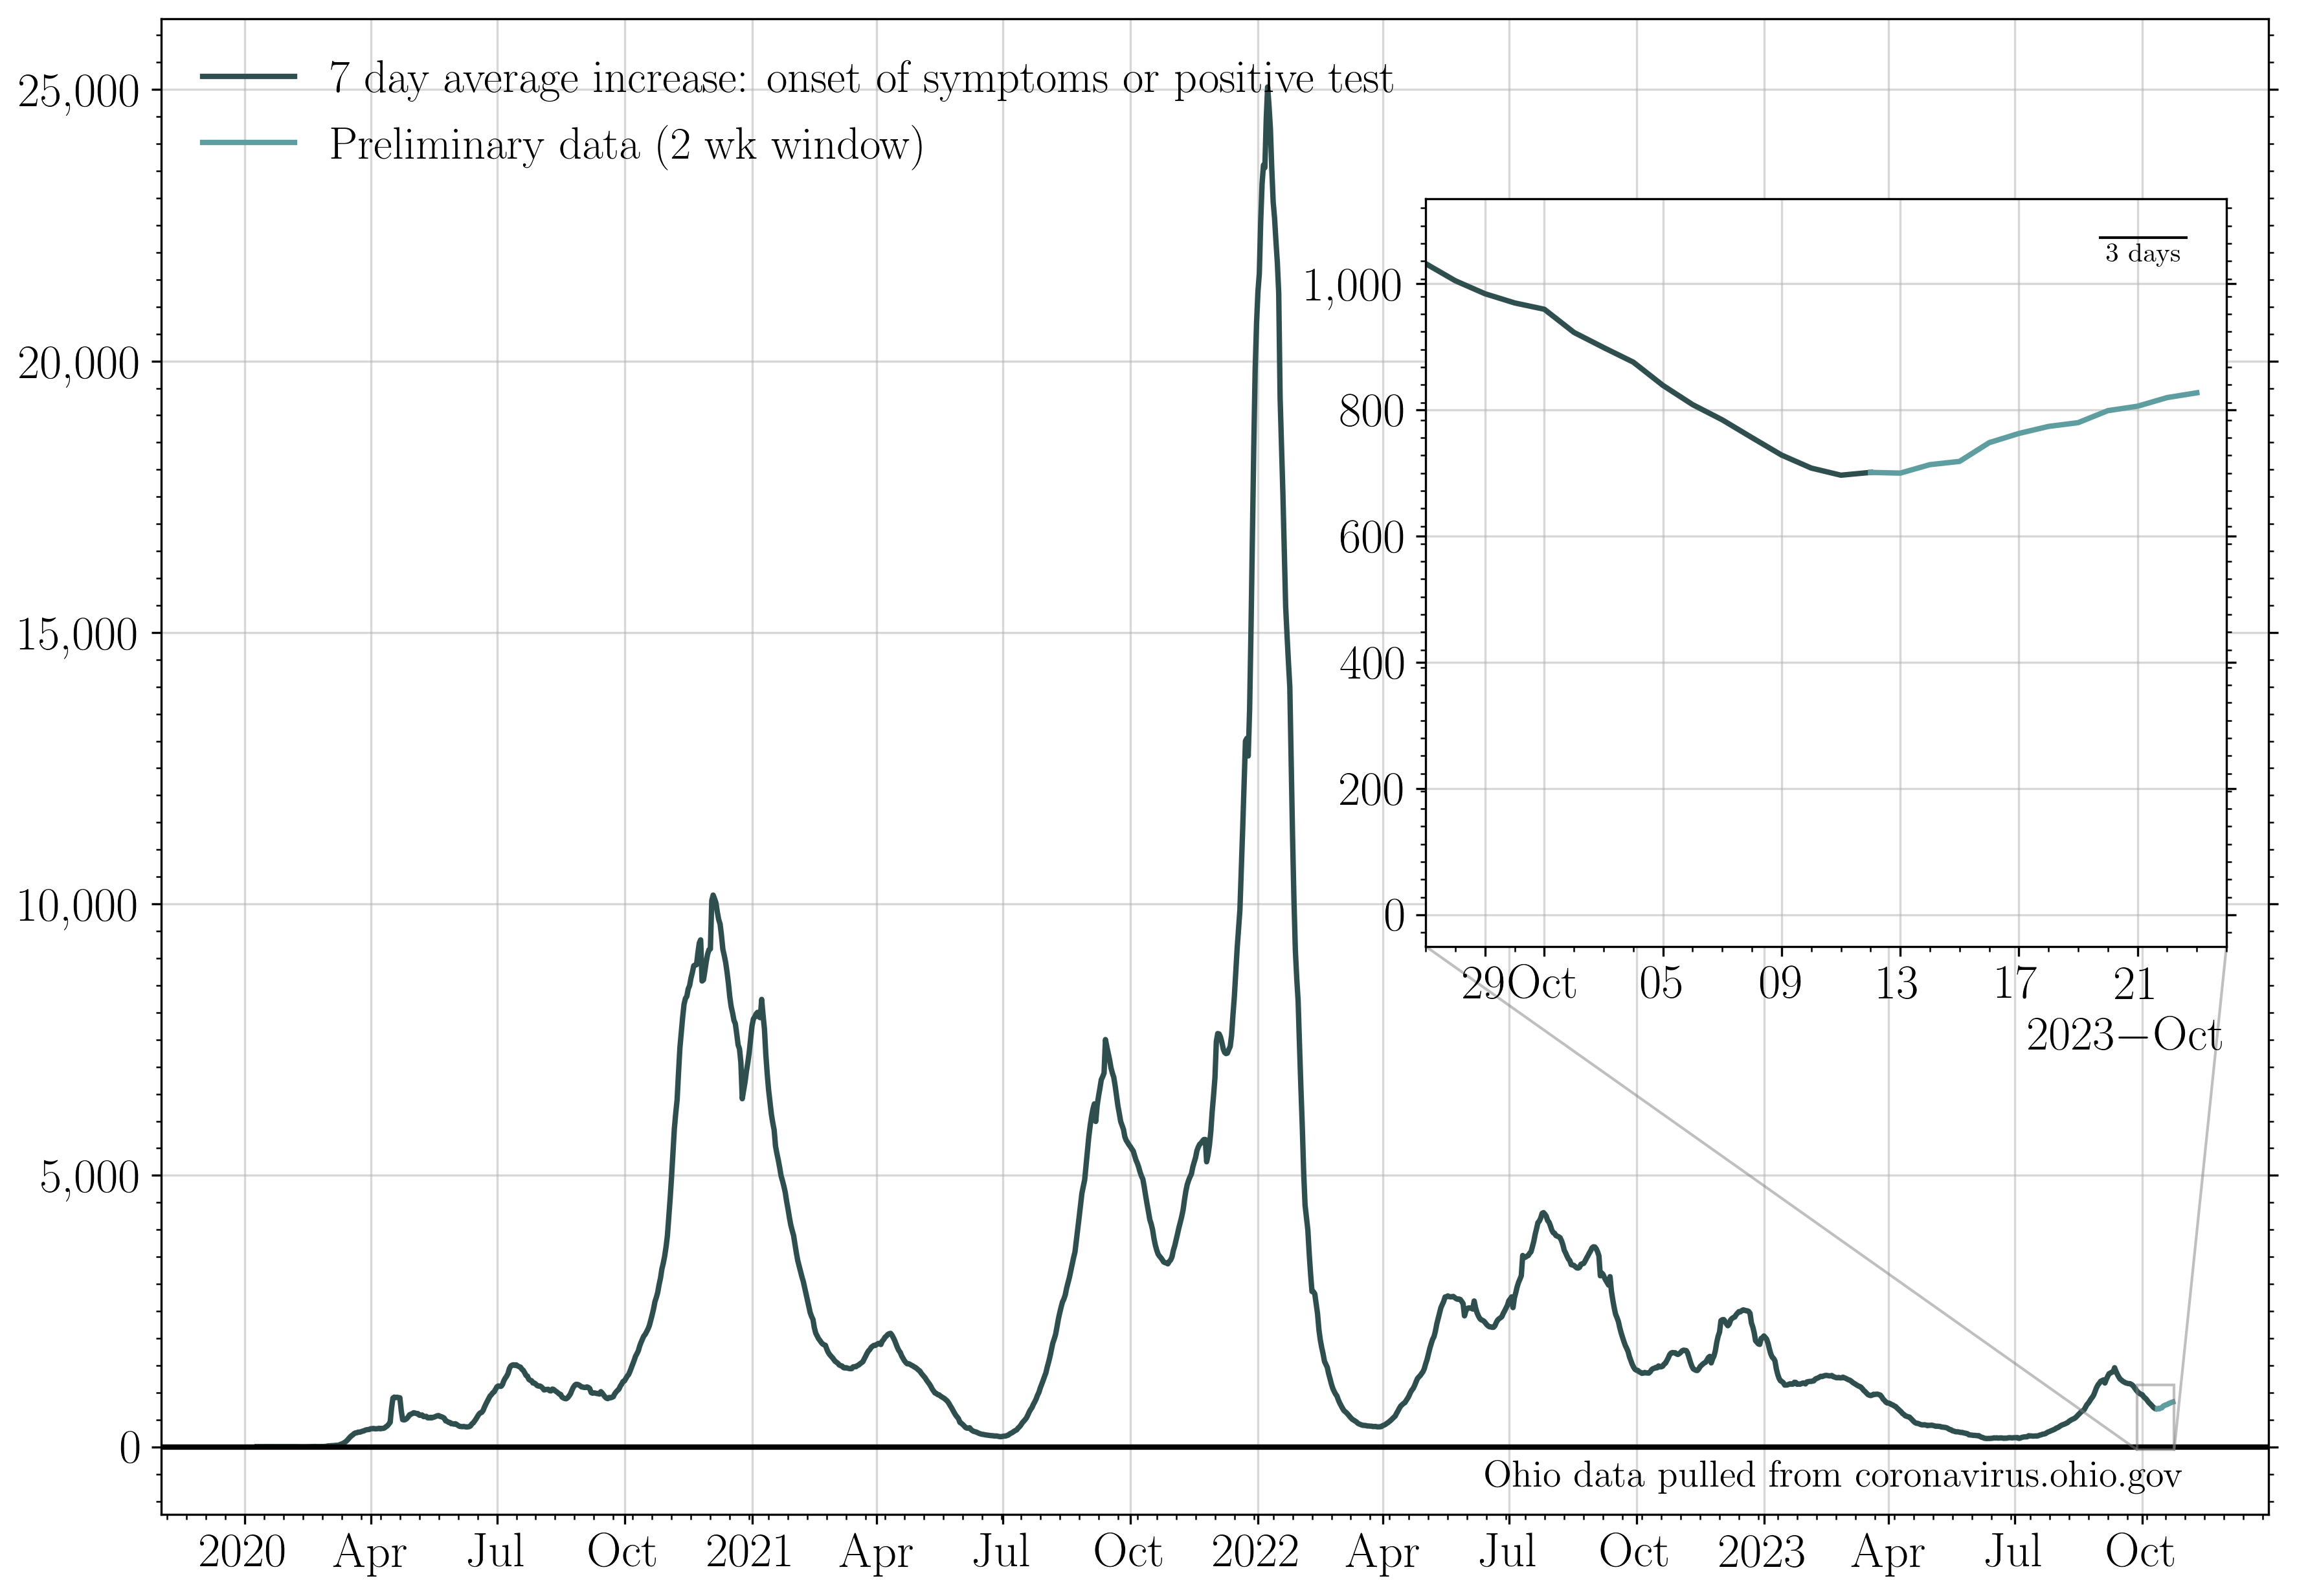 7 day average increase: onset of symptoms or positive test
Preliminary data (2 wk window)
25,000
20,000
15,000
10,000
5,000
0
3 days
1,000
800
600
400
200
0
29 Oct 05 09 13 17 21
2023−Oct
Ohio data pulled from coronavirus.ohio.gov
2020 Apr Jul Oct 2021 Apr Jul Oct 2022 Apr Jul Oct 2023 Apr Jul Oct